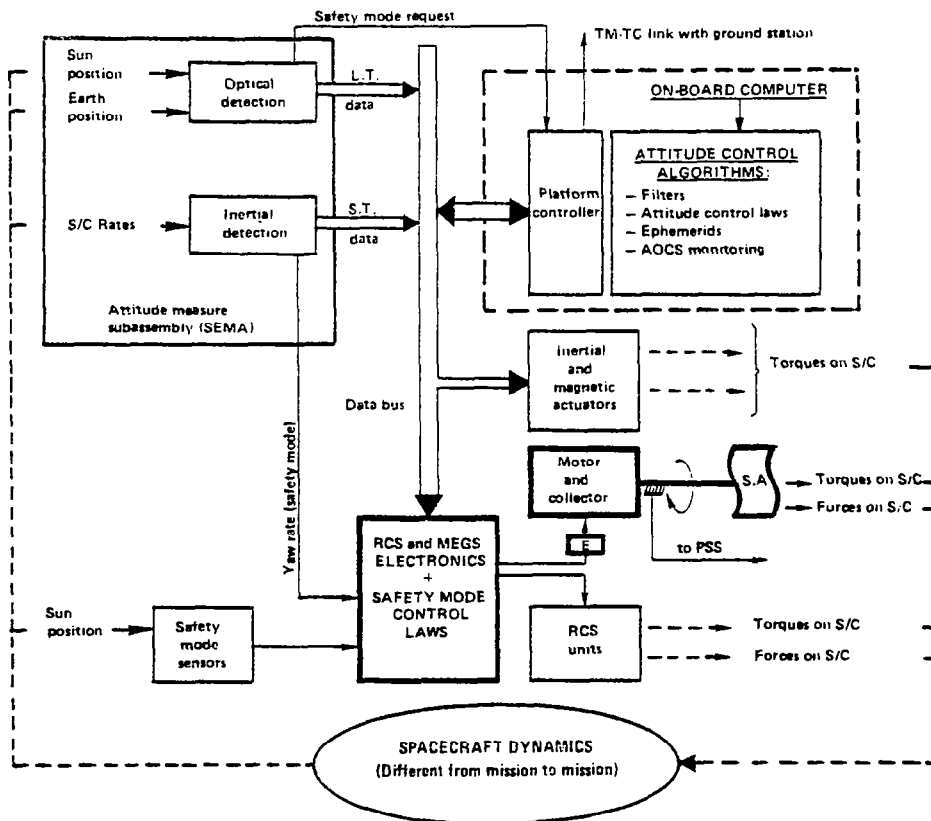 Safety mode request
TM-TC link with ground station
Sun
position
Earth
position
Optical
detection
L.T.
data
ON-BOARD COMPUTER
Platform
controller
ATTITUDE CONTROL
ALGORITHMS:
– Filters
– Attitude control laws
– Ephemerids
– AOCS monitoring
S/C Rates
Inertial
detection
S.T.
data
Attitude measure
subassembly (SEMA)
Inertial
and
magnetic
actuators
Torques on S/C
Data bus
Yaw rate (safety mode)
Motor
and
collector
S.A
Torques on S/C
Forces on S/C
E
to PSS
RCS and MEGS
ELECTRONICS
+
SAFETY MODE
CONTROL
LAWS
Sun
position
Safety
mode
sensors
RCS
units
Torques on S/C
Forces on S/C
SPACECRAFT DYNAMICS
(Different from mission to mission)